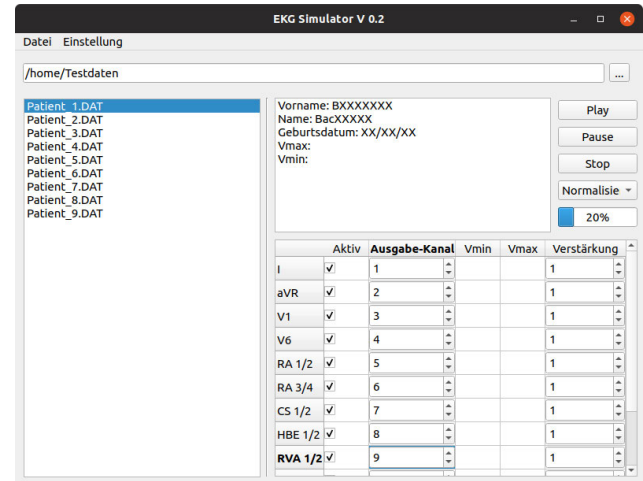 EKG Simulator V 0.2
Datei Einstellung
/home/Testdaten ...
Patient_1.DAT
Patient_2.DAT
Patient_3.DAT
Patient_4.DAT
Patient_5.DAT
Patient_6.DAT
Patient_7.DAT
Patient_8.DAT
Patient_9.DAT
Vorname: BXXXXXX
Name: BacXXXXX
Geburtsdatum: XX/XX/XX
Vmax:
Vmin:
Play
Pause
Stop
Normalisie
20%
Aktiv Ausgabe-Kanal Vmin Vmax Verstärkung
I 1 1
aVR 2 1
V1 3 1
V6 4 1
RA 1/2 5 1
RA 3/4 6 1
CS 1/2 7 1
HBE 1/2 8 1
RVA 1/2 9 1